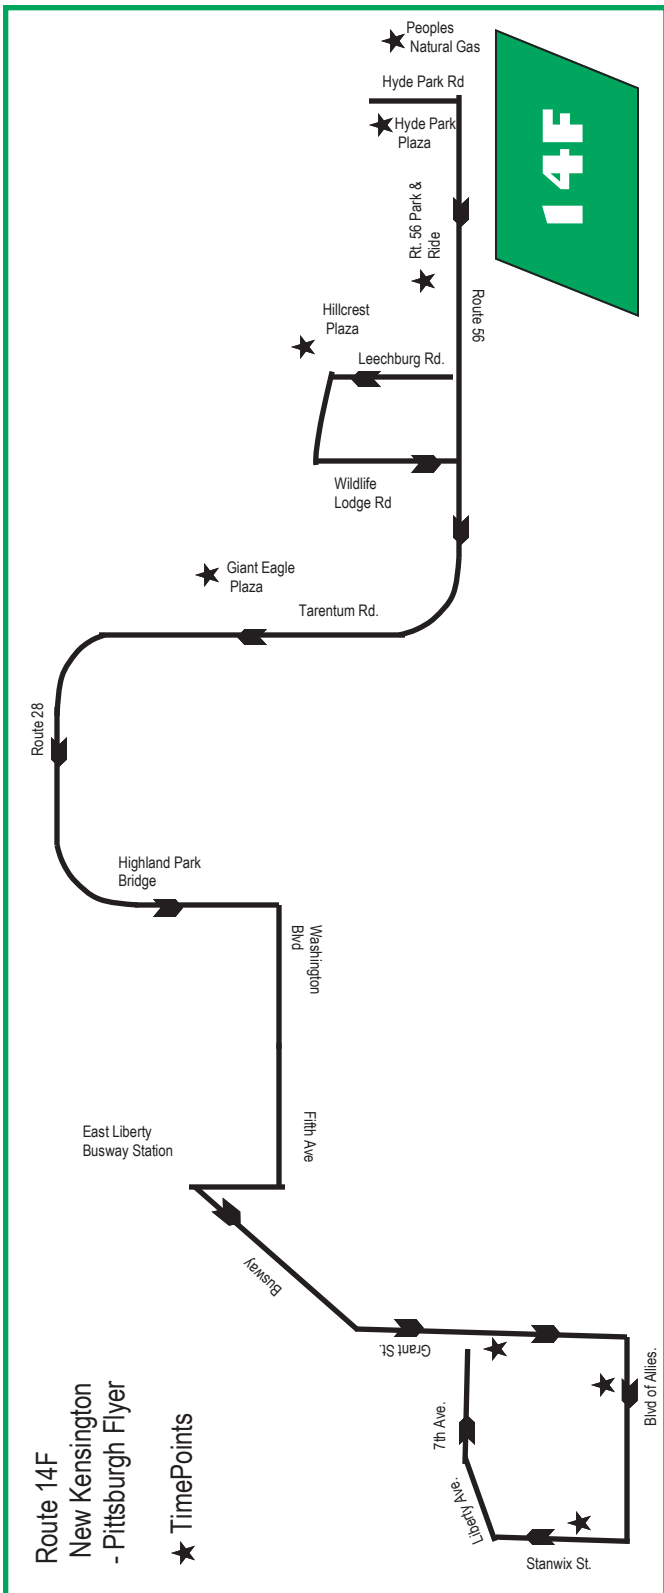 Peoples
Natural Gas
Hyde Park Rd
Hyde Park
Plaza
14F
Rt. 56 Park &
Ride
Route 56
Hillcrest
Plaza
Leechburg Rd.
Wildlife
Lodge Rd
Giant Eagle
Plaza
Tarentum Rd.
Route 28
Highland Park
Bridge
Washington
Blvd
East Liberty
Busway Station
Fifth Ave
Busway
Grant St.
7th Ave.
Liberty Ave.
Blvd of Allies.
Stanwix St.
Route 14F
New Kensington
- Pittsburgh Flyer
TimePoints